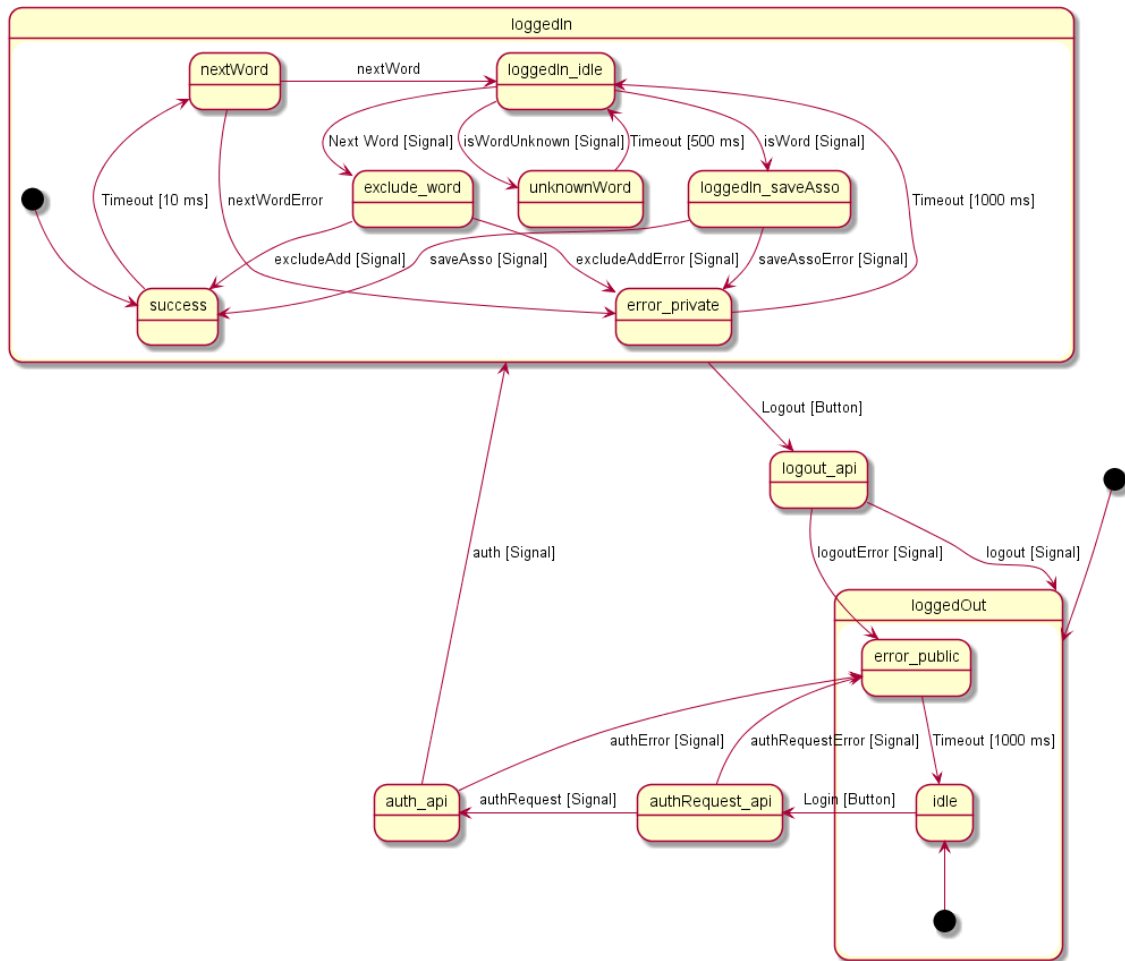 loggedIn
nextWord
nextWord
loggedIn_idle
Next Word [Signal]
isWordUnknown [Signal]
Timeout [500 ms]
isWord [Signal]
exclude_word
unknownWord
loggedIn_saveAsso
Timeout [10 ms]
nextWordError
Timeout [1000 ms]
excludeAdd [Signal]
saveAsso [Signal]
excludeAddError [Signal]
saveAssoError [Signal]
success
error_private
Logout [Button]
logout_api
auth [Signal]
logoutError [Signal]
logout [Signal]
loggedOut
error_public
authError [Signal]
authRequestError [Signal]
Timeout [1000 ms]
auth_api
authRequest [Signal]
authRequest_api
Login [Button]
idle